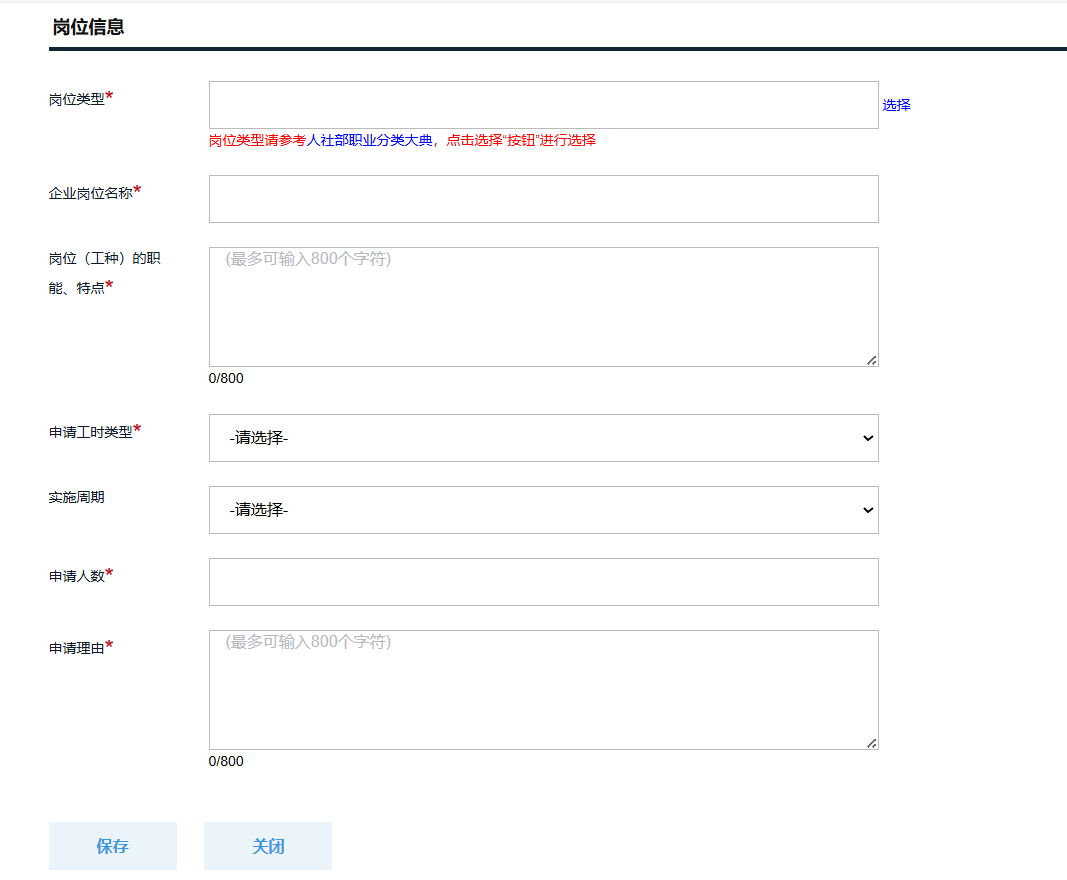 岗位信息
岗位类型*
选择
岗位类型请参考人社部职业分类大典，点击选择“按钮”进行选择
企业岗位名称*
岗位（工种）的职
能、特点*
(最多可输入800个字符)
0/800
申请工时类型*
-请选择-
实施周期
-请选择-
申请人数*
申请理由*
(最多可输入800个字符)
0/800
保存
关闭